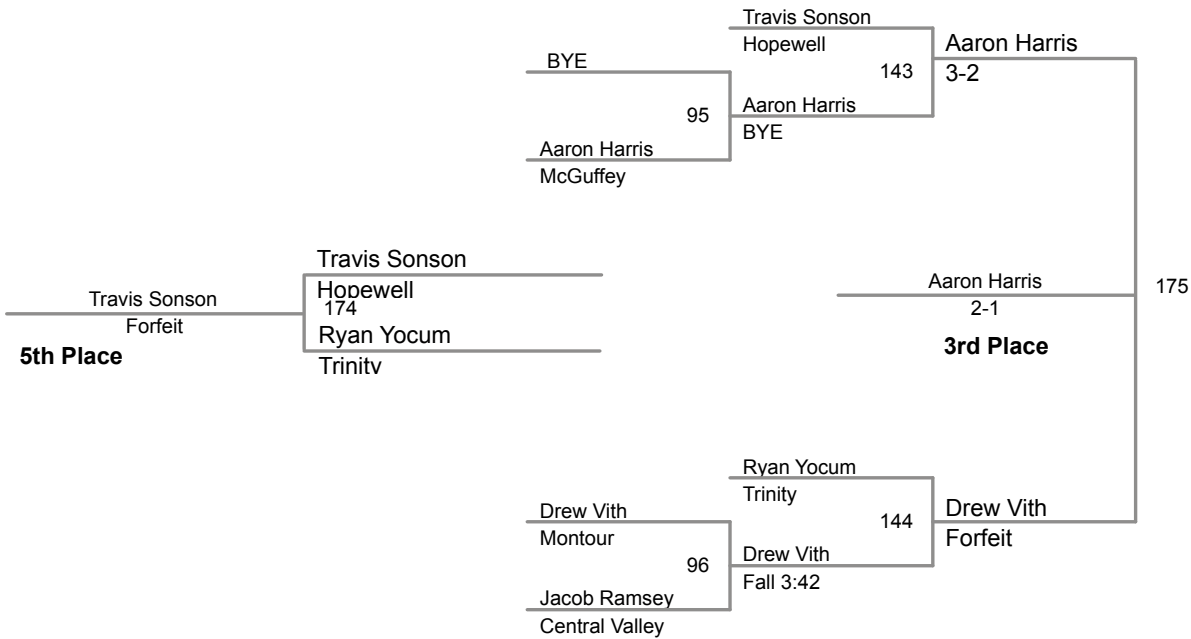 Travis Sonson
Hopewell
Aaron Harris
143
3-2
BYE
95
Aaron Harris
BYE
Aaron Harris
McGuffey
Travis Sonson
Hopewell
Travis Sonson
174
Forfeit
Ryan Yocum
5th Place
Trinity
Aaron Harris
175
2-1
3rd Place
Ryan Yocum
Trinity
Drew Vith
144
Forfeit
Drew Vith
Montour
96
Drew Vith
Fall 3:42
Jacob Ramsey
Central Valley